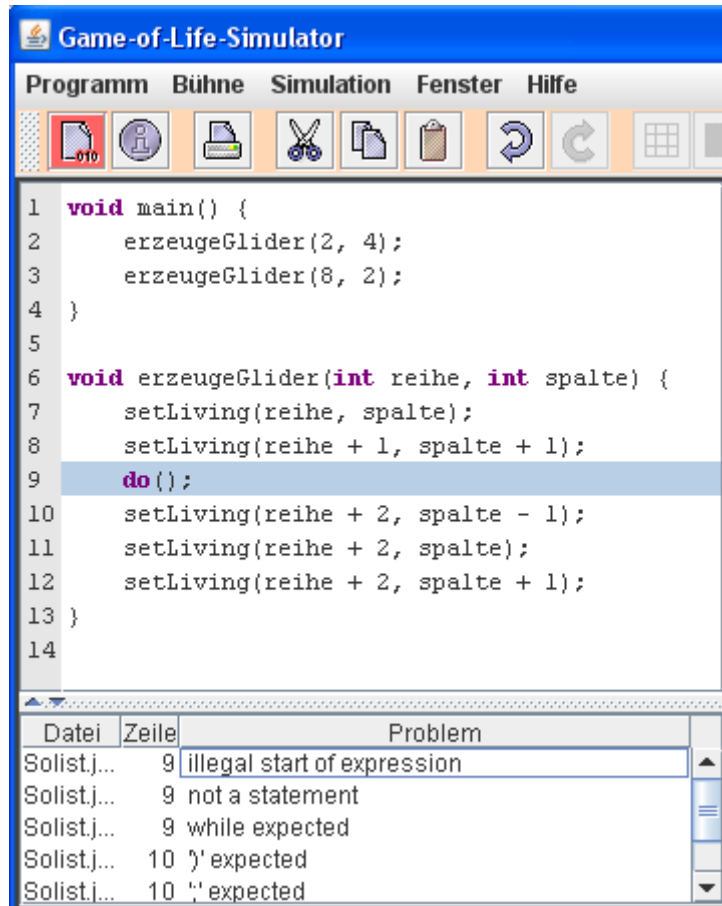 Game-of-Life-Simulator
Programm Bühne Simulation Fenster Hilfe
010
1 void main() {
2 erzeugeGlider(2, 4);
3 erzeugeGlider(8, 2);
4 }
5
6 void erzeugeGlider(int reihe, int spalte) {
7 setLiving(reihe, spalte);
8 setLiving(reihe + 1, spalte + 1);
9 do();
10 setLiving(reihe + 2, spalte - 1);
11 setLiving(reihe + 2, spalte);
12 setLiving(reihe + 2, spalte + 1);
13 }
14
Datei Zeile Problem
Solist.j... 9 illegal start of expression
Solist.j... 9 not a statement
Solist.j... 9 while expected
Solist.j... 10 ')' expected
Solist.j... 10 ';' expected